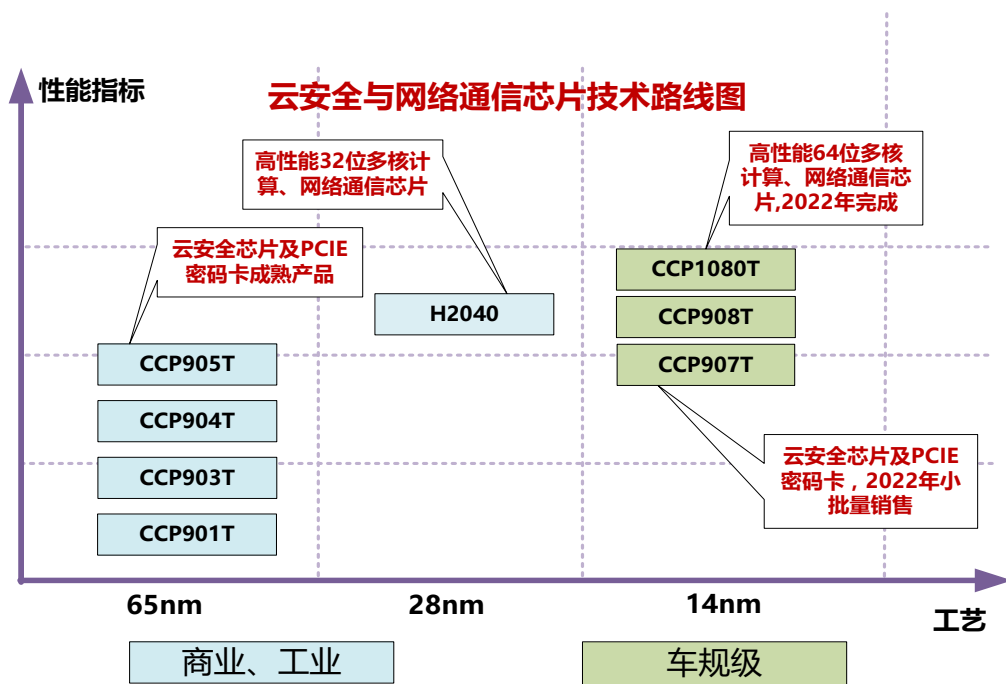 性能指标
云安全与网络通信芯片技术路线图
高性能32位多核计
算、网络通信芯片
高性能64位多核
计算、网络通信芯
片,2022年完成
云安全芯片及PCIE
密码卡成熟产品
CCP1080T
H2040
CCP908T
CCP905T
CCP907T
CCP904T
云安全芯片及PCIE
密码卡，2022年小
批量销售
CCP903T
CCP901T
65nm
28nm
14nm
工艺
商业、工业
车规级